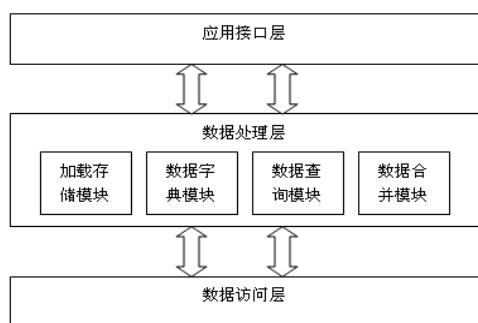 应用接口层
数据处理层
加载存
储模块
数据字
典模块
数据查
询模块
数据合
并模块
数据访问层